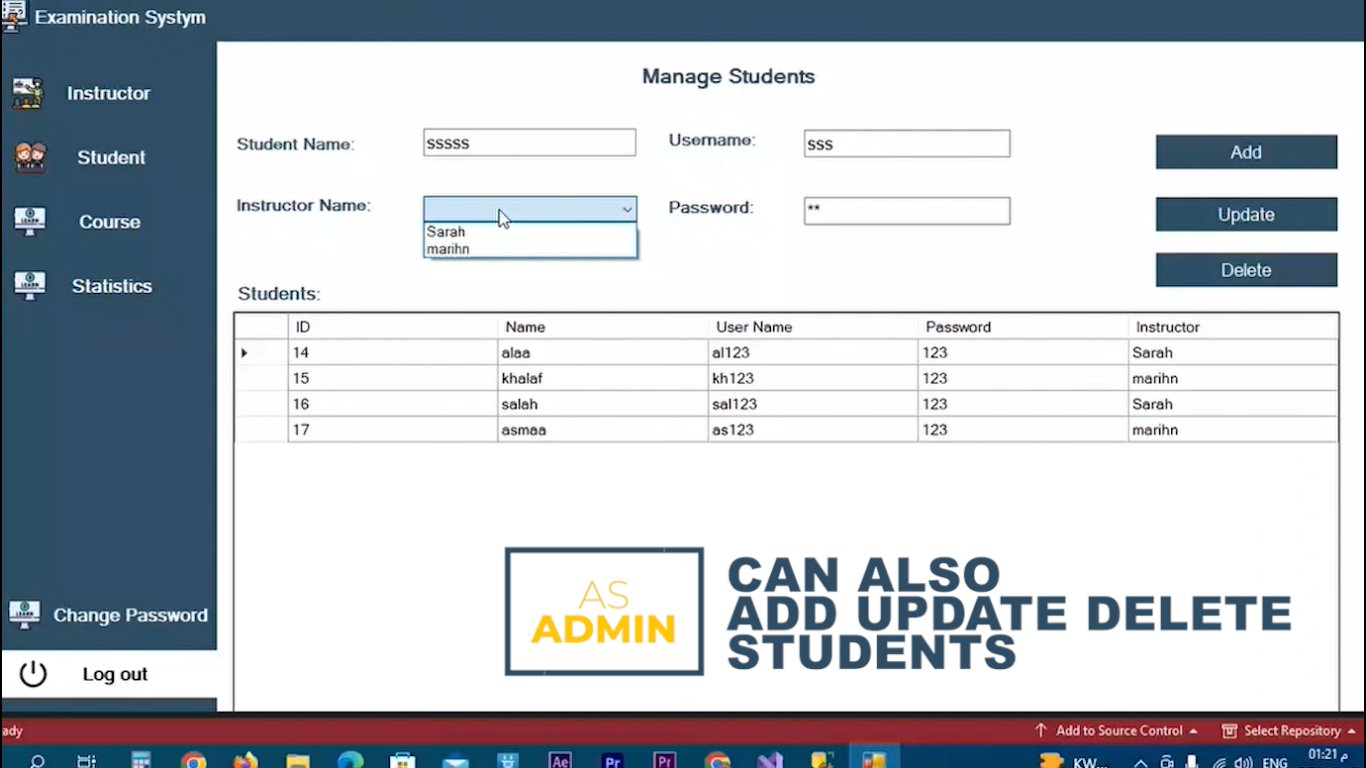 Examination Systym
Instructor
Student
Course
Statistics
Change Password
Log out
Manage Students
Student Name: sssss Username: sss Add
Instructor Name: Password: ** Update
Sarah
marihn
Delete
Students:
ID Name User Name Password Instructor
14 alaa al123 123 Sarah
15 khalaf kh123 123 marihn
16 salah sal123 123 Sarah
17 asmaa as123 123 marihn
AS
ADMIN
CAN ALSO
ADD UPDATE DELETE
STUDENTS
ady Add to Source Control Select Repository
Ae Pr Pr KW... ENG 01:21 م